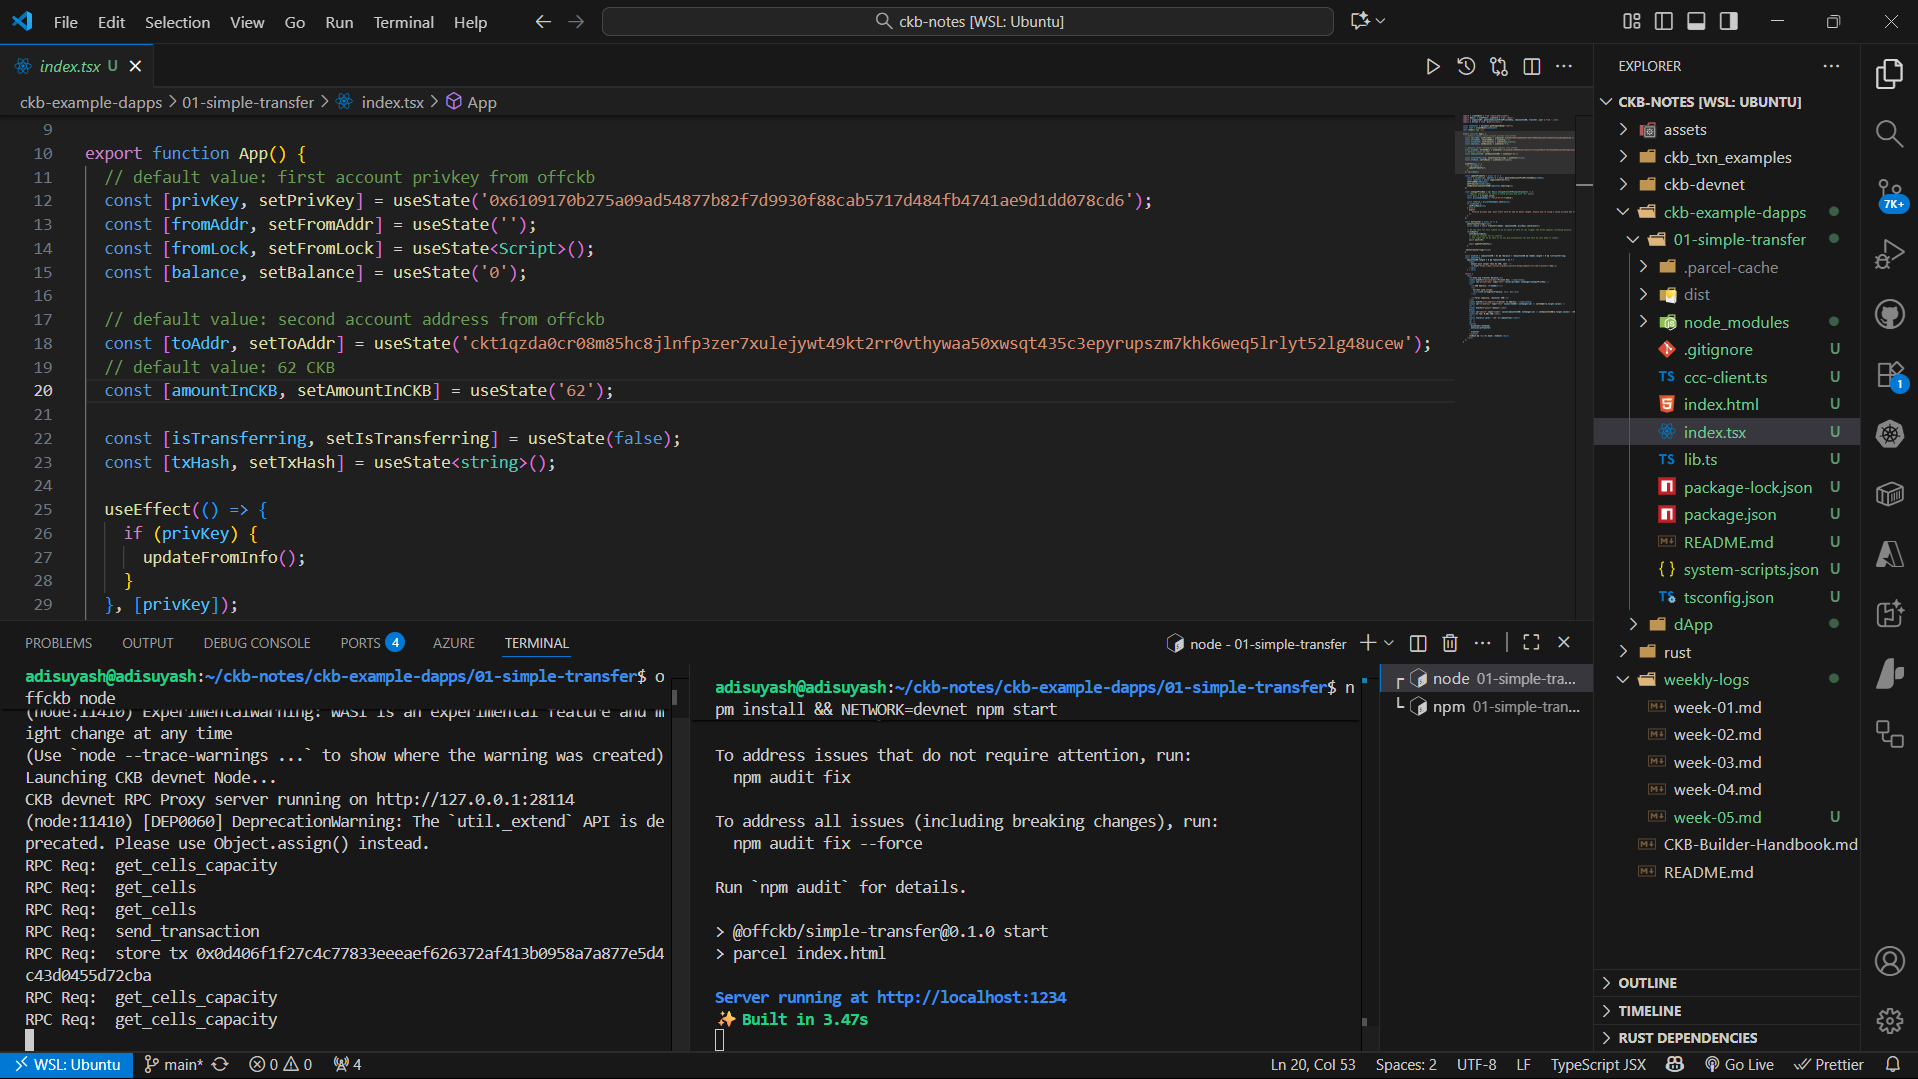 File Edit Selection View Go Run Terminal Help
ckb-notes [WSL: Ubuntu]
index.tsx U
ckb-example-dapps > 01-simple-transfer > index.tsx > App
9
10 export function App() {
11 // default value: first account privkey from offckb
12 const [privKey, setPrivKey] = useState('0x6109170b275a09ad54877b82f7d9930f88cab5717d484fb4741ae9d1dd078cd6');
13 const [fromAddr, setFromAddr] = useState('');
14 const [fromLock, setFromLock] = useState<Script>();
15 const [balance, setBalance] = useState('0');
16
17 // default value: second account address from offckb
18 const [toAddr, setToAddr] = useState('ckt1qzda0cr08m85hc8jlnfp3zer7xulejywt49kt2rr0vthywaa50xwsqt435c3epyrupszm7khk6weq5lrlyt52lg48ucew');
19 // default value: 62 CKB
20 const [amountInCKB, setAmountInCKB] = useState('62');
21
22 const [isTransferring, setIsTransferring] = useState(false);
23 const [txHash, setTxHash] = useState<string>();
24
25 useEffect(() => {
26 if (privKey) {
27 updateFromInfo();
28 }
29 }, [privKey]);
PROBLEMS OUTPUT DEBUG CONSOLE PORTS 4 AZURE TERMINAL
node - 01-simple-transfer
adisuyash@adisuyash:~/ckb-notes/ckb-example-dapps/01-simple-transfer$ o
ffckb node
(node:11410) ExperimentalWarning: WASI is an experimental feature and m
ight change at any time
(Use `node --trace-warnings ...` to show where the warning was created)
Launching CKB devnet Node...
CKB devnet RPC Proxy server running on http://127.0.0.1:28114
(node:11410) [DEP0060] DeprecationWarning: The `util._extend` API is de
precated. Please use Object.assign() instead.
RPC Req: get_cells_capacity
RPC Req: get_cells
RPC Req: get_cells
RPC Req: send_transaction
RPC Req: store tx 0x0d406f1f27c4c77833eeeaef626372af413b0958a7a877e5d4
c43d0455d72cba
RPC Req: get_cells_capacity
RPC Req: get_cells_capacity
adisuyash@adisuyash:~/ckb-notes/ckb-example-dapps/01-simple-transfer$ n
pm install && NETWORK=devnet npm start
To address issues that do not require attention, run:
npm audit fix
To address all issues (including breaking changes), run:
npm audit fix --force
Run `npm audit` for details.
> @offckb/simple-transfer@0.1.0 start
> parcel index.html
Server running at http://localhost:1234
✨ Built in 3.47s
node 01-simple-tra...
npm 01-simple-tran...
EXPLORER
CKB-NOTES [WSL: UBUNTU]
assets
ckb_txn_examples
ckb-devnet
ckb-example-dapps
01-simple-transfer
.parcel-cache
dist
node_modules
.gitignore U
TS ccc-client.ts U
index.html U
index.tsx U
TS lib.ts U
package-lock.json U
package.json U
README.md U
{} system-scripts.json U
TS tsconfig.json U
dApp
rust
weekly-logs
week-01.md
week-02.md
week-03.md
week-04.md
week-05.md U
CKB-Builder-Handbook.md
README.md
OUTLINE
TIMELINE
RUST DEPENDENCIES
7K+
1
WSL: Ubuntu main* 0 0 4
Ln 20, Col 53 Spaces: 2 UTF-8 LF TypeScript JSX Go Live Prettier